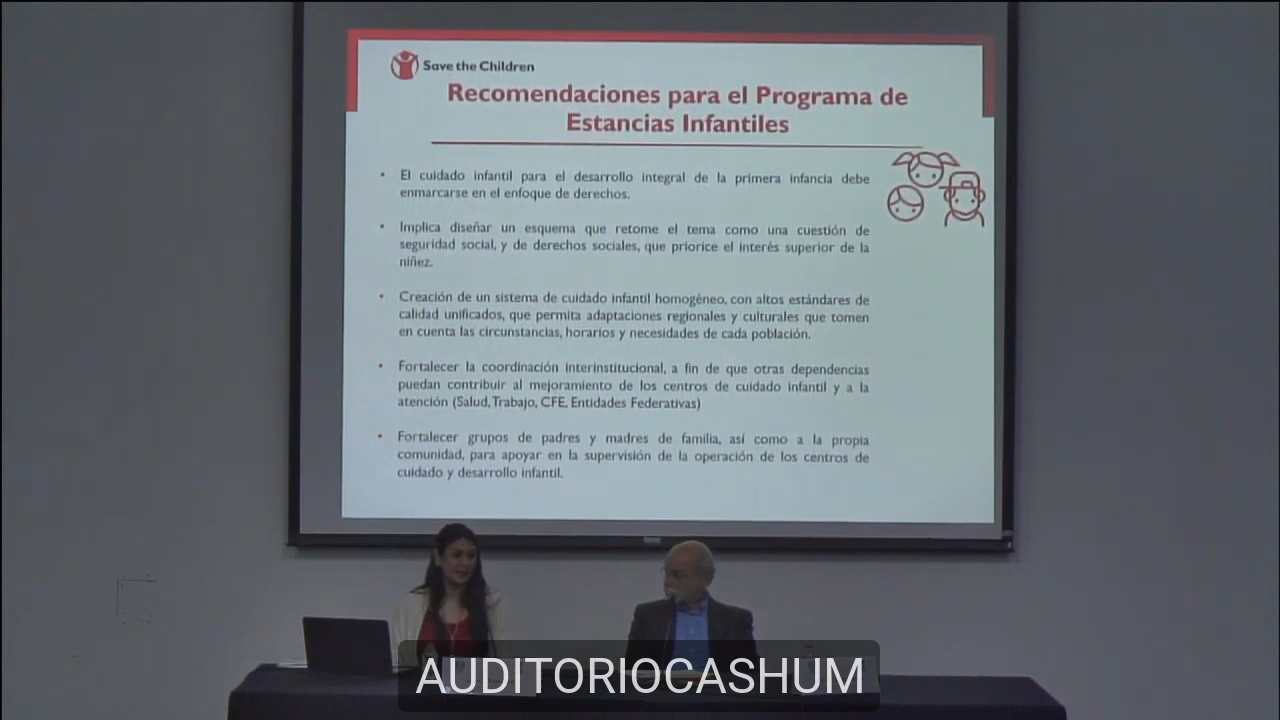 Save the Children
Recomendaciones para el Programa de
Estancias Infantiles
• El cuidado infantil para el desarrollo integral de la primera infancia debe
enmarcarse en el enfoque de derechos.
• Implica diseñar un esquema que retome el tema como una cuestión de
seguridad social, y de derechos sociales, que priorice el interés superior de la
niñez.
• Creación de un sistema de cuidado infantil homogéneo, con altos estándares de
calidad unificados, que permita adaptaciones regionales y culturales que tomen
en cuenta las circunstancias, horarios y necesidades de cada población.
• Fortalecer la coordinación interinstitucional, a fin de que otras dependencias
puedan contribuir al mejoramiento de los centros de cuidado infantil y a la
atención (Salud, Trabajo, CFE, Entidades Federativas)
• Fortalecer grupos de padres y madres de familia, así como a la propia
comunidad, para apoyar en la supervisión de la operación de los centros de
cuidado y desarrollo infantil.
AUDITORIOCASHUM